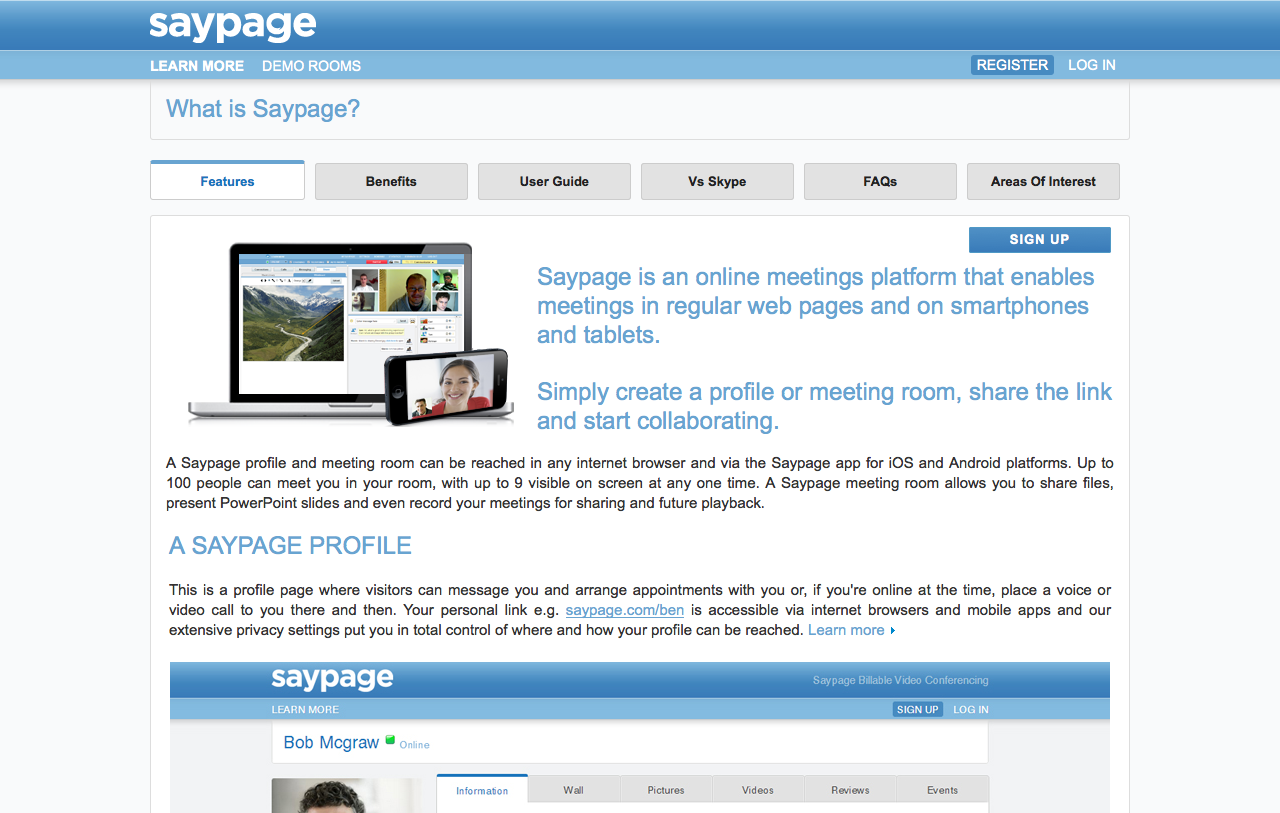 saypage
LEARN MORE DEMO ROOMS REGISTER LOG IN
What is Saypage?
Features Benefits User Guide Vs Skype FAQs Areas Of Interest
SIGN UP
Saypage is an online meetings platform that enables
meetings in regular web pages and on smartphones
and tablets.
Simply create a profile or meeting room, share the link
and start collaborating.
A Saypage profile and meeting room can be reached in any internet browser and via the Saypage app for iOS and Android platforms. Up to
100 people can meet you in your room, with up to 9 visible on screen at any one time. A Saypage meeting room allows you to share files,
present PowerPoint slides and even record your meetings for sharing and future playback.
A SAYPAGE PROFILE
This is a profile page where visitors can message you and arrange appointments with you or, if you're online at the time, place a voice or
video call to you there and then. Your personal link e.g. saypage.com/ben is accessible via internet browsers and mobile apps and our
extensive privacy settings put you in total control of where and how your profile can be reached. Learn more
saypage Saypage Billable Video Conferencing
LEARN MORE SIGN UP LOG IN
Bob Mcgraw Online
Information Wall Pictures Videos Reviews Events